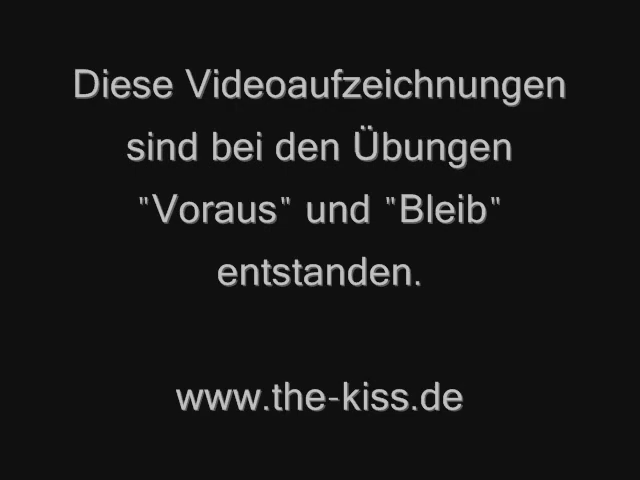 Diese Videoaufzeichnungen
sind bei den Übungen
"Voraus" und "Bleib"
entstanden.
www.the-kiss.de